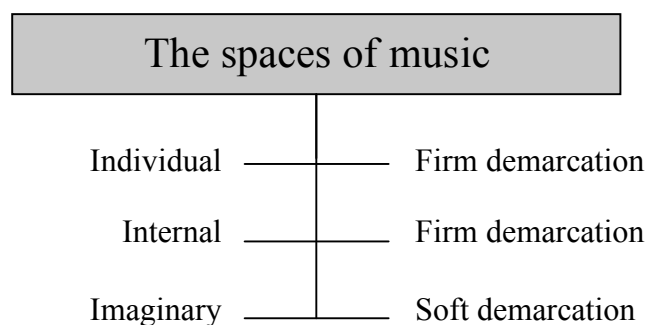 The spaces of music
Individual Firm demarcation
Internal Firm demarcation
Imaginary Soft demarcation